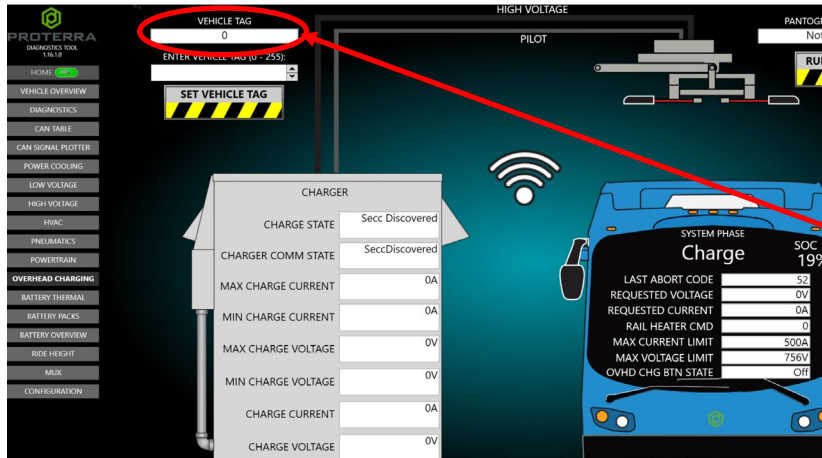 PROTERRA
DIAGNOSTICS TOOL
1.16.1.0
HOME
VEHICLE OVERVIEW
DIAGNOSTICS
CAN TABLE
CAN SIGNAL PLOTTER
POWER COOLING
LOW VOLTAGE
HIGH VOLTAGE
HVAC
PNEUMATICS
POWERTRAIN
OVERHEAD CHARGING
BATTERY THERMAL
BATTERY PACKS
BATTERY OVERVIEW
RIDE HEIGHT
MUX
CONFIGURATION
VEHICLE TAG
0
ENTER VEHICLE TAG (0 - 255):
SET VEHICLE TAG
HIGH VOLTAGE
PILOT
PANTOG
Not
RU
CHARGER
CHARGE STATE Secc Discovered
CHARGER COMM STATE SeccDiscovered
MAX CHARGE CURRENT 0A
MIN CHARGE CURRENT 0A
MAX CHARGE VOLTAGE 0V
MIN CHARGE VOLTAGE 0V
CHARGE CURRENT 0A
CHARGE VOLTAGE 0V
SYSTEM PHASE
Charge
SOC
19%
LAST ABORT CODE 52
REQUESTED VOLTAGE 0V
REQUESTED CURRENT 0A
RAIL HEATER CMD 0
MAX CURRENT LIMIT 500A
MAX VOLTAGE LIMIT 756V
OVHD CHG BTN STATE Off